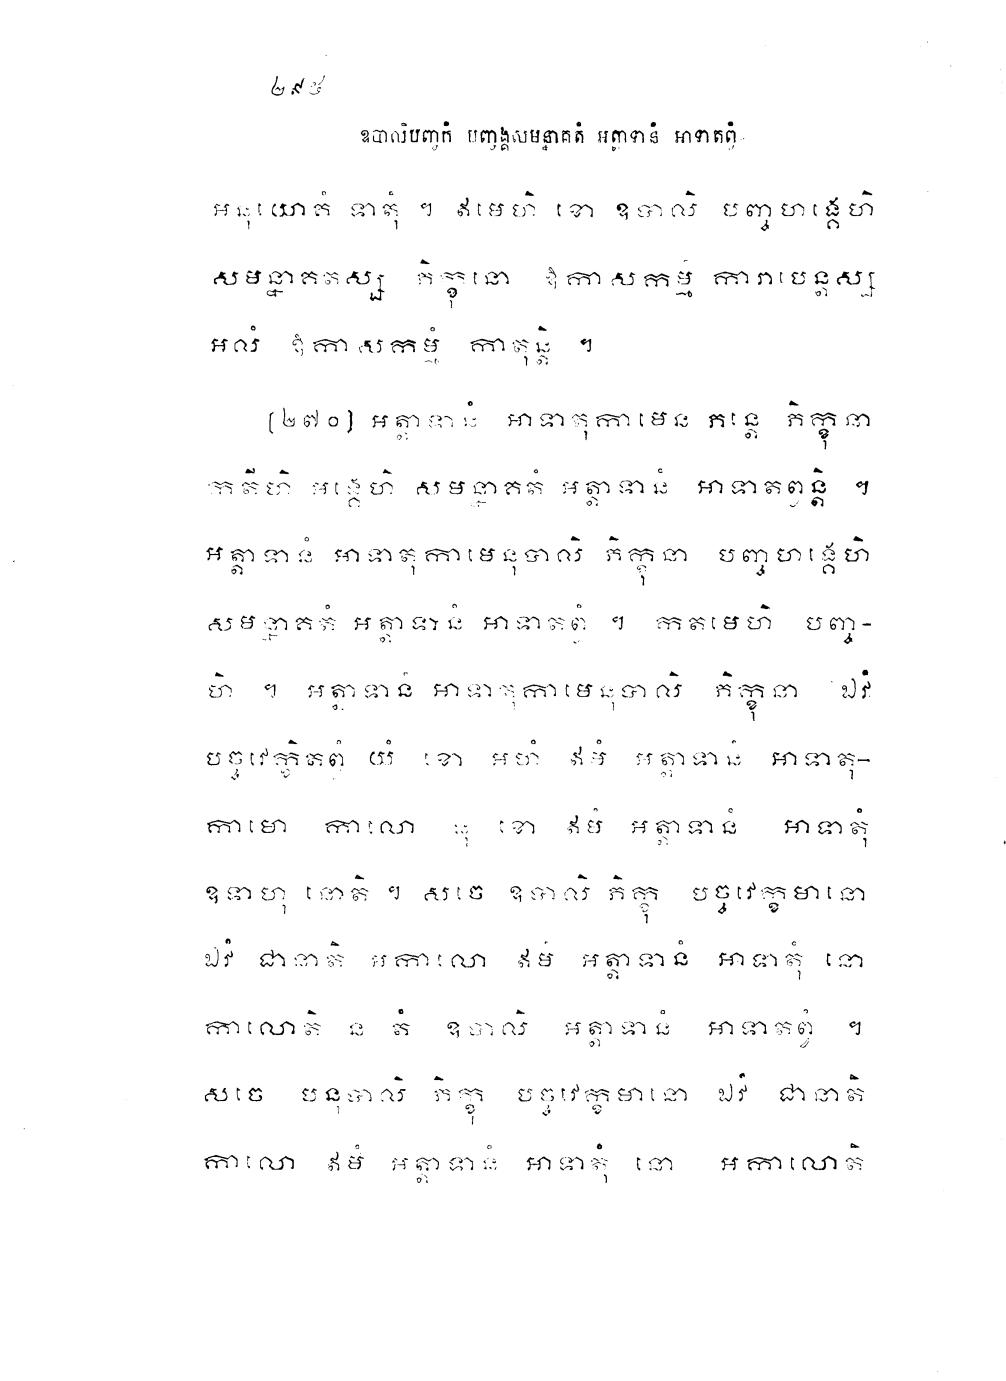 ២៩៥
ឧបាលិបញ្ចកំ បញ្ចង្គសមន្នាគតំ អត្តាទានំ អាទាតព្វំ
អនុយោគំ ទាតុំ ។ ឥមេហិ ខោ ឧបាលិ បញ្ចហង្គេហិ
សមន្នាគតស្ស ភិក្ខុនោ ឱកាសកម្មំ ការាបេន្តស្ស
អលំ ឱកាសកម្មំ កាតុន្តិ ។
[២៧០] អត្តាទានំ អាទាតុកាមេន ភន្តេ ភិក្ខុនា
កតីហិ អង្គេហិ សមន្នាគតំ អត្តាទានំ អាទាតព្វន្តិ ។
អត្តាទានំ អាទាតុកាមេនុបាលិ ភិក្ខុនា បញ្ចហង្គេហិ
សមន្នាគតំ អត្តាទានំ អាទាតព្វំ ។ កតមេហិ បញ្ច-
ហិ ។ អត្តាទានំ អាទាតុកាមេនុបាលិ ភិក្ខុនា ឯវំ
បច្ចវេក្ខិតព្វំ យំ ខោ អហំ ឥមំ អត្តាទានំ អាទាតុ-
កាមោ កាលោ នុ ខោ ឥមំ អត្តាទានំ អាទាតុំ
ឧទាហុ នោតិ ។ សចេ ឧបាលិ ភិក្ខុ បច្ចវេក្ខមានោ
ឯវំ ជានាតិ អកាលោ ឥមំ អត្តាទានំ អាទាតុំ នោ
កាលោតិ ន តំ ឧបាលិ អត្តាទានំ អាទាតព្វំ ។
សចេ បនុបាលិ ភិក្ខុ បច្ចវេក្ខមានោ ឯវំ ជានាតិ
កាលោ ឥមំ អត្តាទានំ អាទាតុំ នោ អកាលោតិ